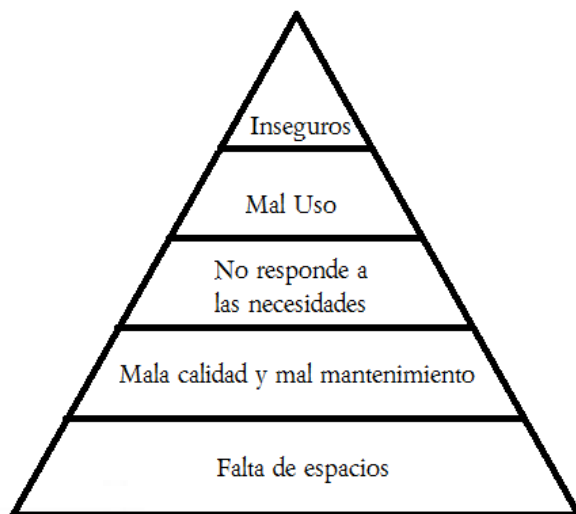 Inseguros
Mal Uso
No responde a
las necesidades
Mala calidad y mal mantenimiento
Falta de espacios